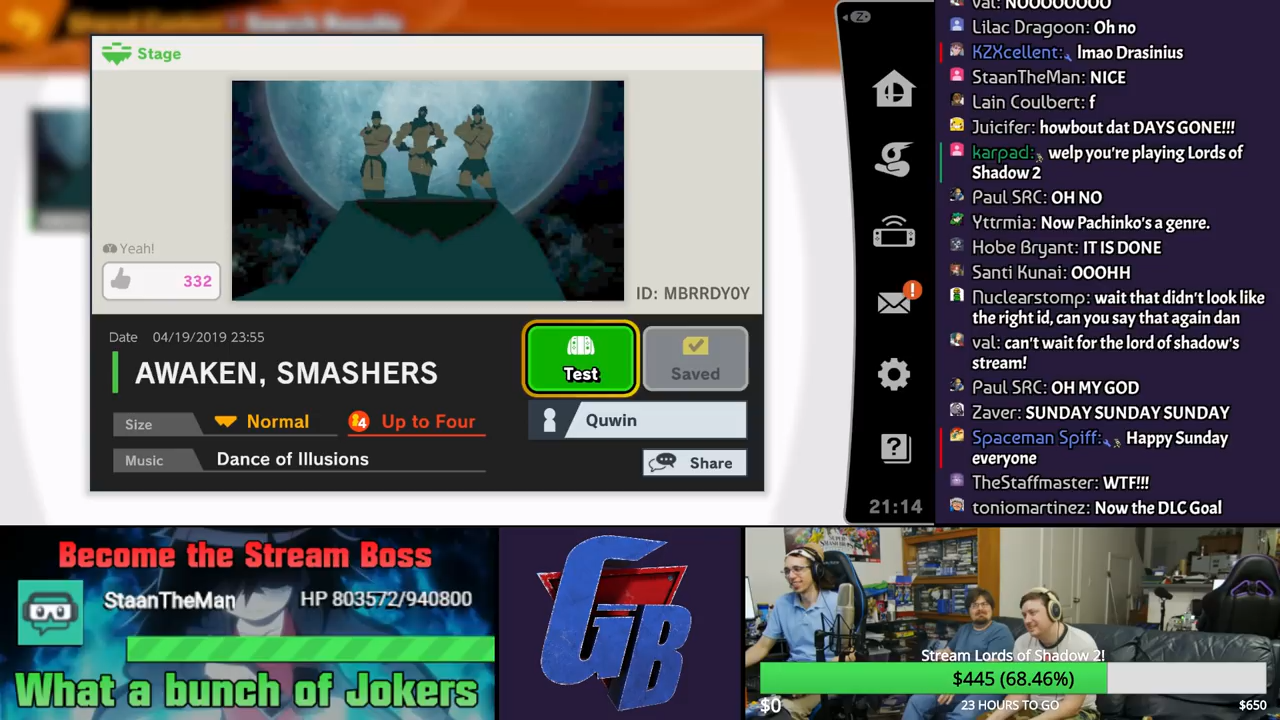 Stage
Yeah!
332
ID: MBRRDY0Y
Date 04/19/2019 23:55
AWAKEN, SMASHERS
Test
Saved
Size Normal 4 Up to Four
Quwin
Music Dance of Illusions
Share
Z
!
?
21:14
val: NOOOOOOOO
Lilac Dragoon: Oh no
KZXcellent: lmao Drasinius
StaanTheMan: NICE
Lain Coulbert: f
Juicifer: howbout dat DAYS GONE!!!
karpad: welp you're playing Lords of
Shadow 2
Paul SRC: OH NO
Yttrmia: Now Pachinko's a genre.
Hobe Bryant: IT IS DONE
Santi Kunai: OOOHH
Nuclearstomp: wait that didn't look like
the right id, can you say that again dan
val: can't wait for the lord of shadow's
stream!
Paul SRC: OH MY GOD
Zaver: SUNDAY SUNDAY SUNDAY
Spaceman Spiff: Happy Sunday
everyone
TheStaffmaster: WTF!!!
toniomartinez: Now the DLC Goal
Become the Stream Boss
StaanTheMan HP 803572/940800
What a bunch of Jokers
GB
Stream Lords of Shadow 2!
$445 (68.46%)
$0 23 HOURS TO GO $650